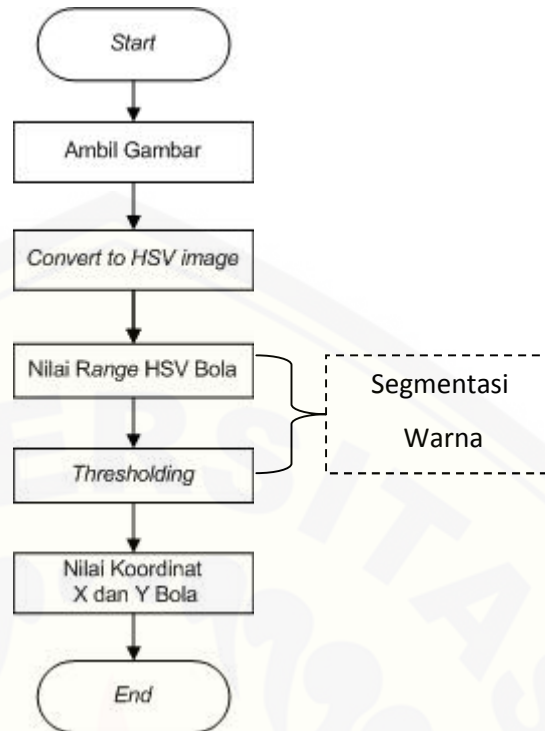 Start
Ambil Gambar
Convert to HSV image
Nilai Range HSV Bola
Segmentasi
Warna
Thresholding
Nilai Koordinat
X dan Y Bola
End